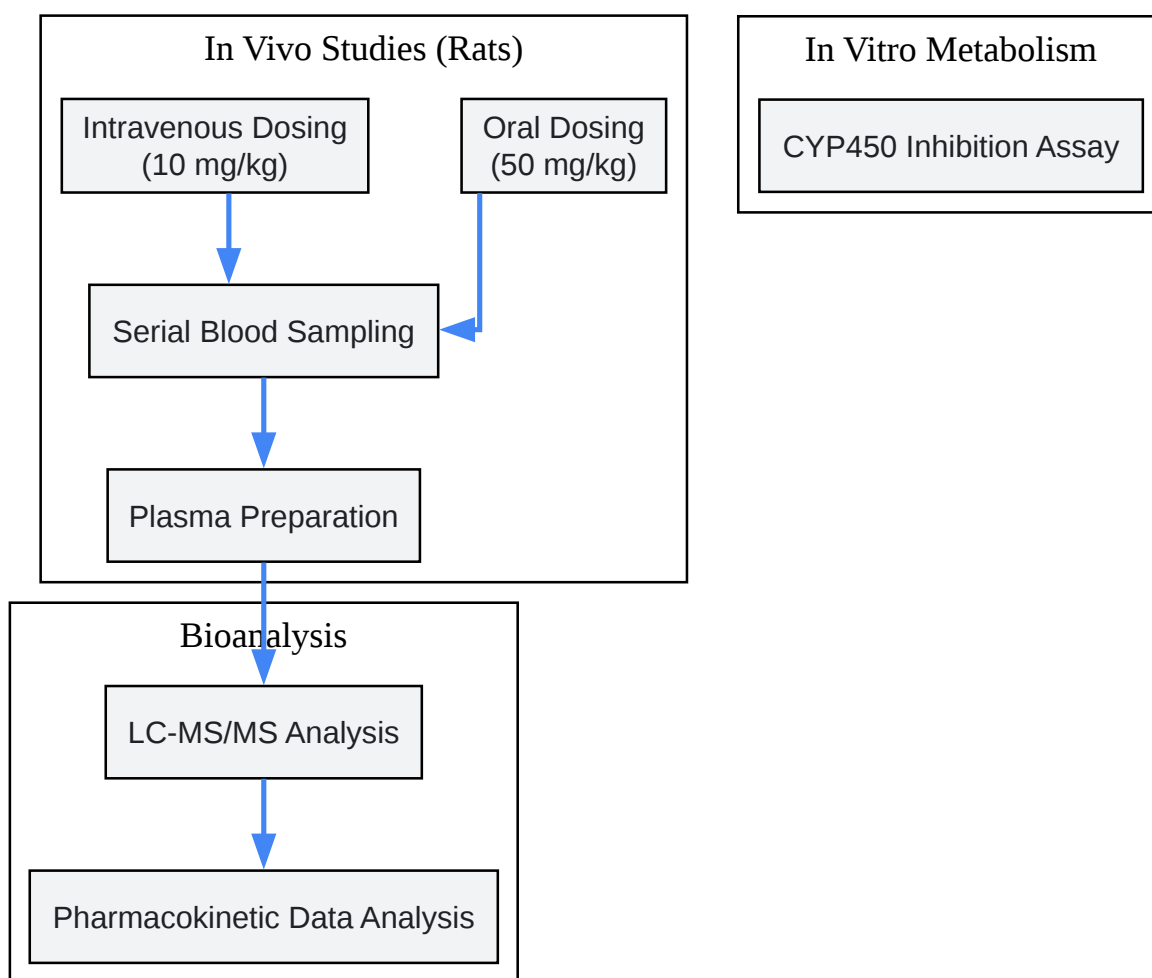 In Vivo Studies (Rats)
Intravenous Dosing
(10 mg/kg)
Oral Dosing
(50 mg/kg)
Serial Blood Sampling
Plasma Preparation
In Vitro Metabolism
CYP450 Inhibition Assay
Bioanalysis
LC-MS/MS Analysis
Pharmacokinetic Data Analysis